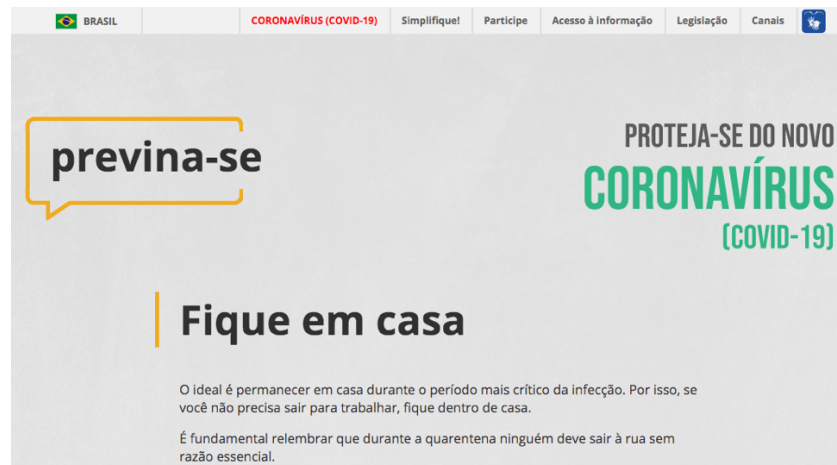 BRASIL CORONAVÍRUS (COVID-19) Simplifique! Participe Acesso à informação Legislação Canais
previna-se
PROTEJA-SE DO NOVO
CORONAVÍRUS
(COVID-19)
Fique em casa
O ideal é permanecer em casa durante o período mais crítico da infecção. Por isso, se
você não precisa sair para trabalhar, fique dentro de casa.
É fundamental relembrar que durante a quarentena ninguém deve sair à rua sem
razão essencial.